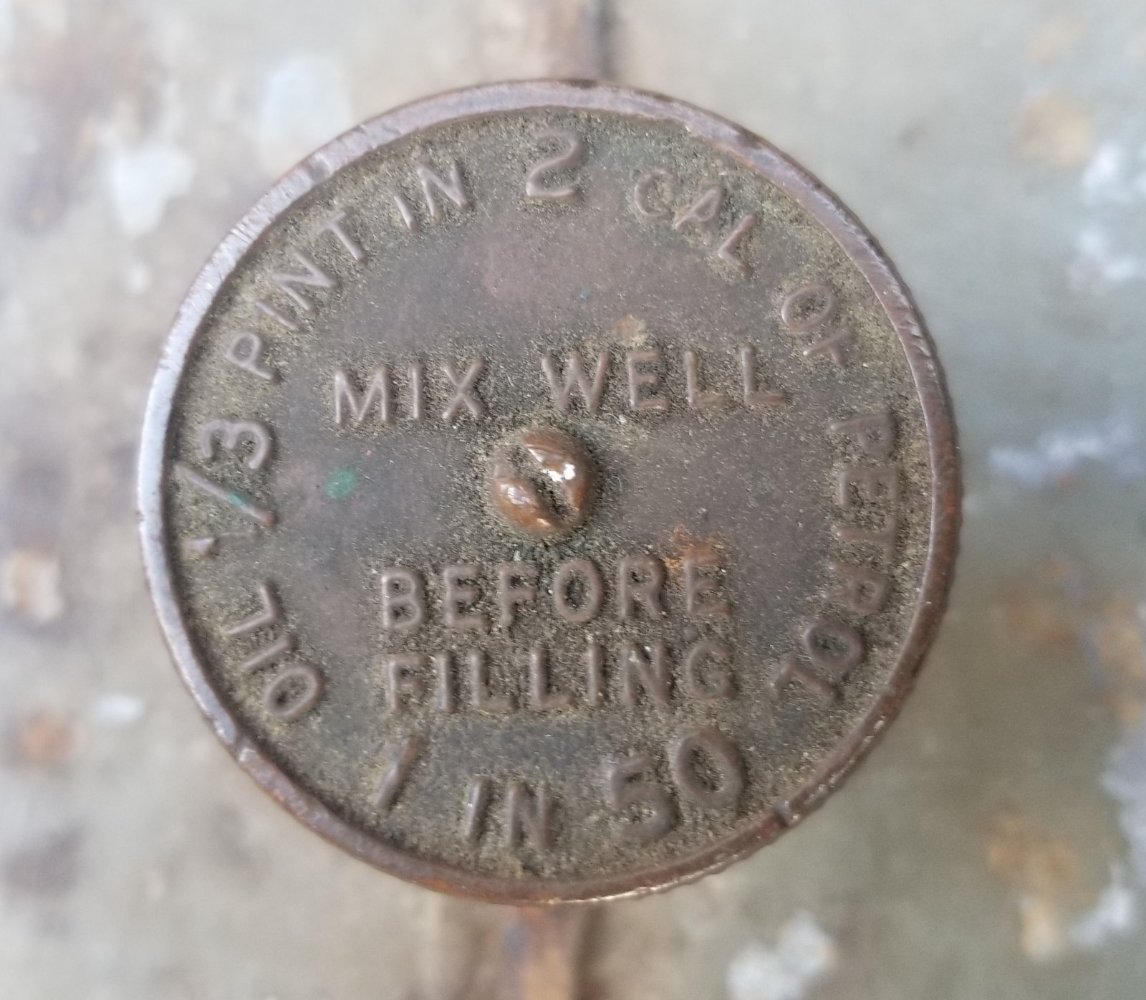 OIL 1/3 PINT IN 2 GAL OF PETROL
MIX WELL
BEFORE
FILLING
1 IN 50